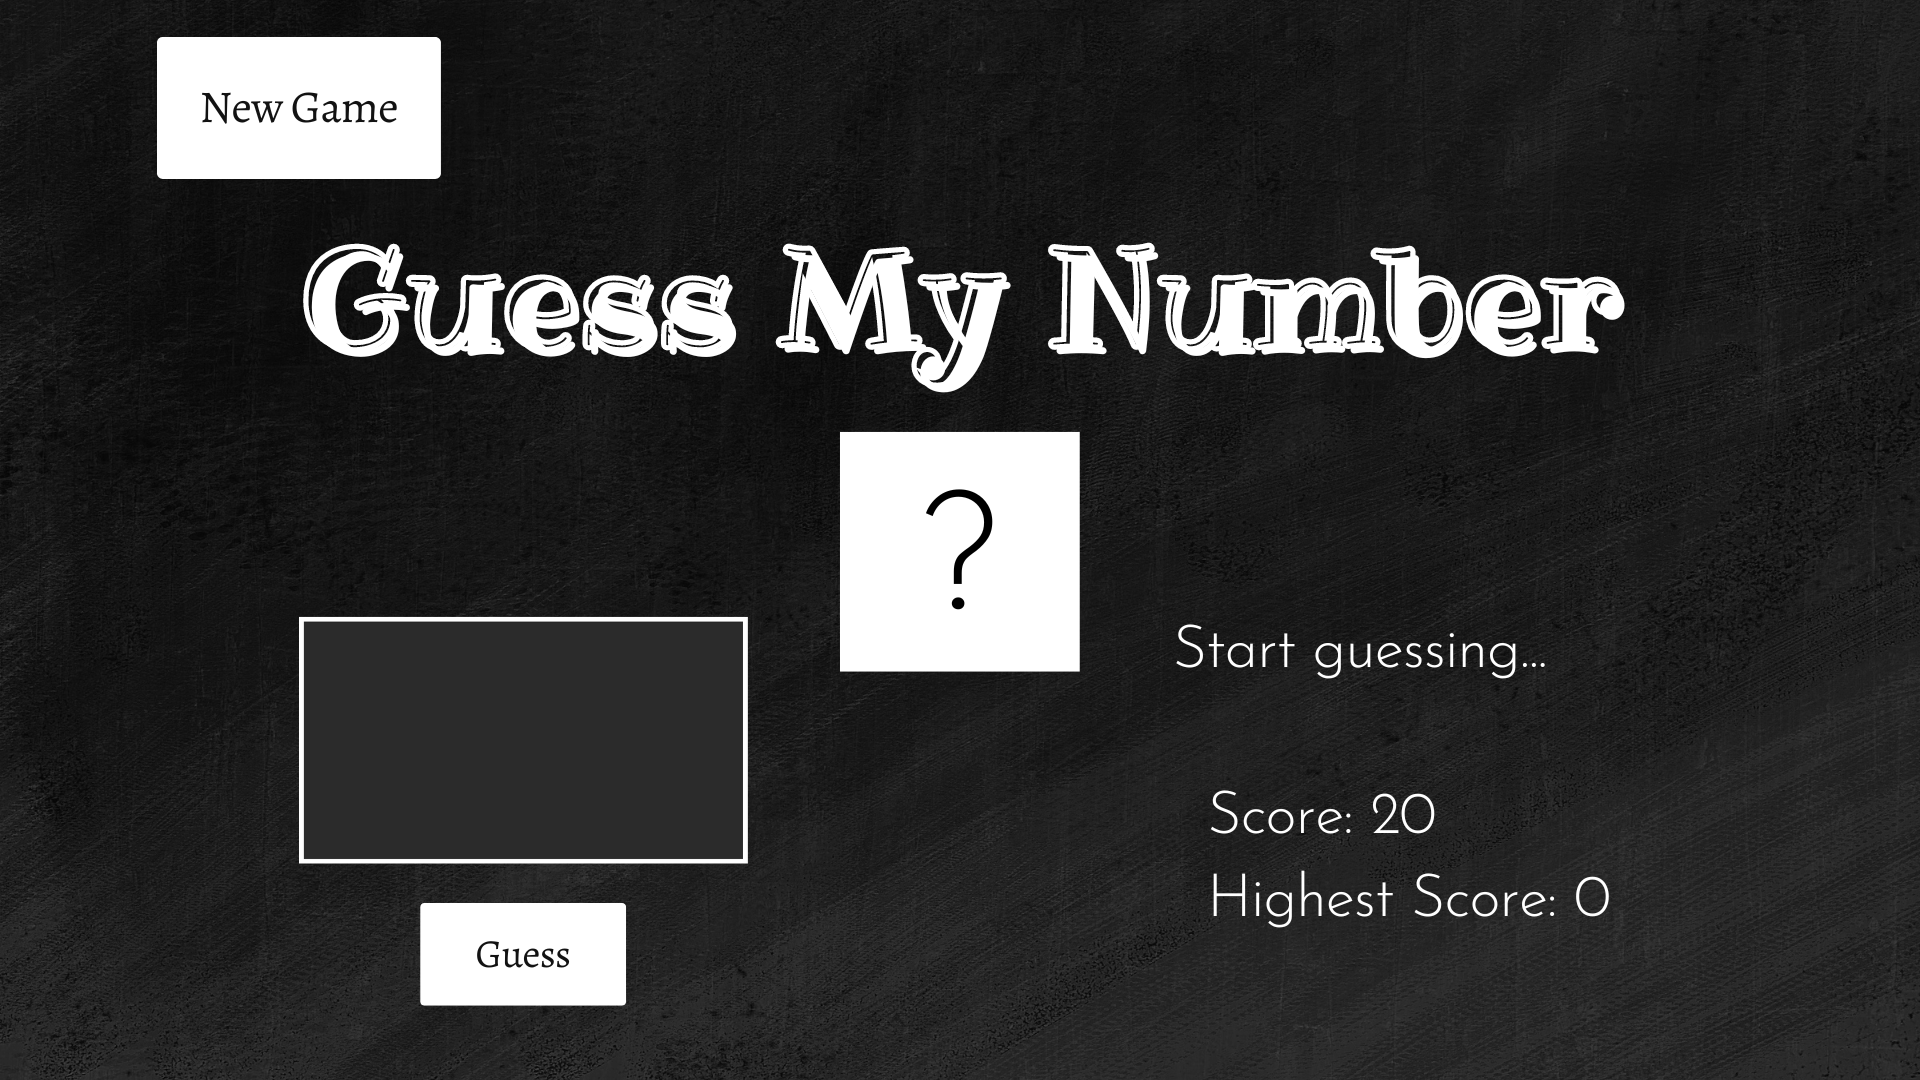 New Game
Guess My Number
?
Start guessing...
Score: 20
Highest Score: 0
Guess